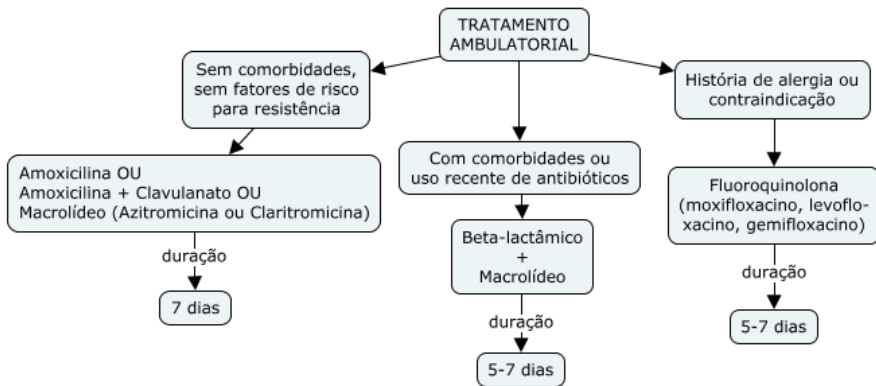 TRATAMENTO
AMBULATORIAL
Sem comorbidades,
sem fatores de risco
para resistência
Amoxicilina OU
Amoxicilina + Clavulanato OU
Macrolídeo (Azitromicina ou Claritromicina)
duração
7 dias
Com comorbidades ou
uso recente de antibióticos
Beta-lactâmico
+
Macrolídeo
duração
5-7 dias
História de alergia ou
contraindicação
Fluoroquinolona
(moxifloxacino, levoflo-
xacino, gemifloxacino)
duração
5-7 dias